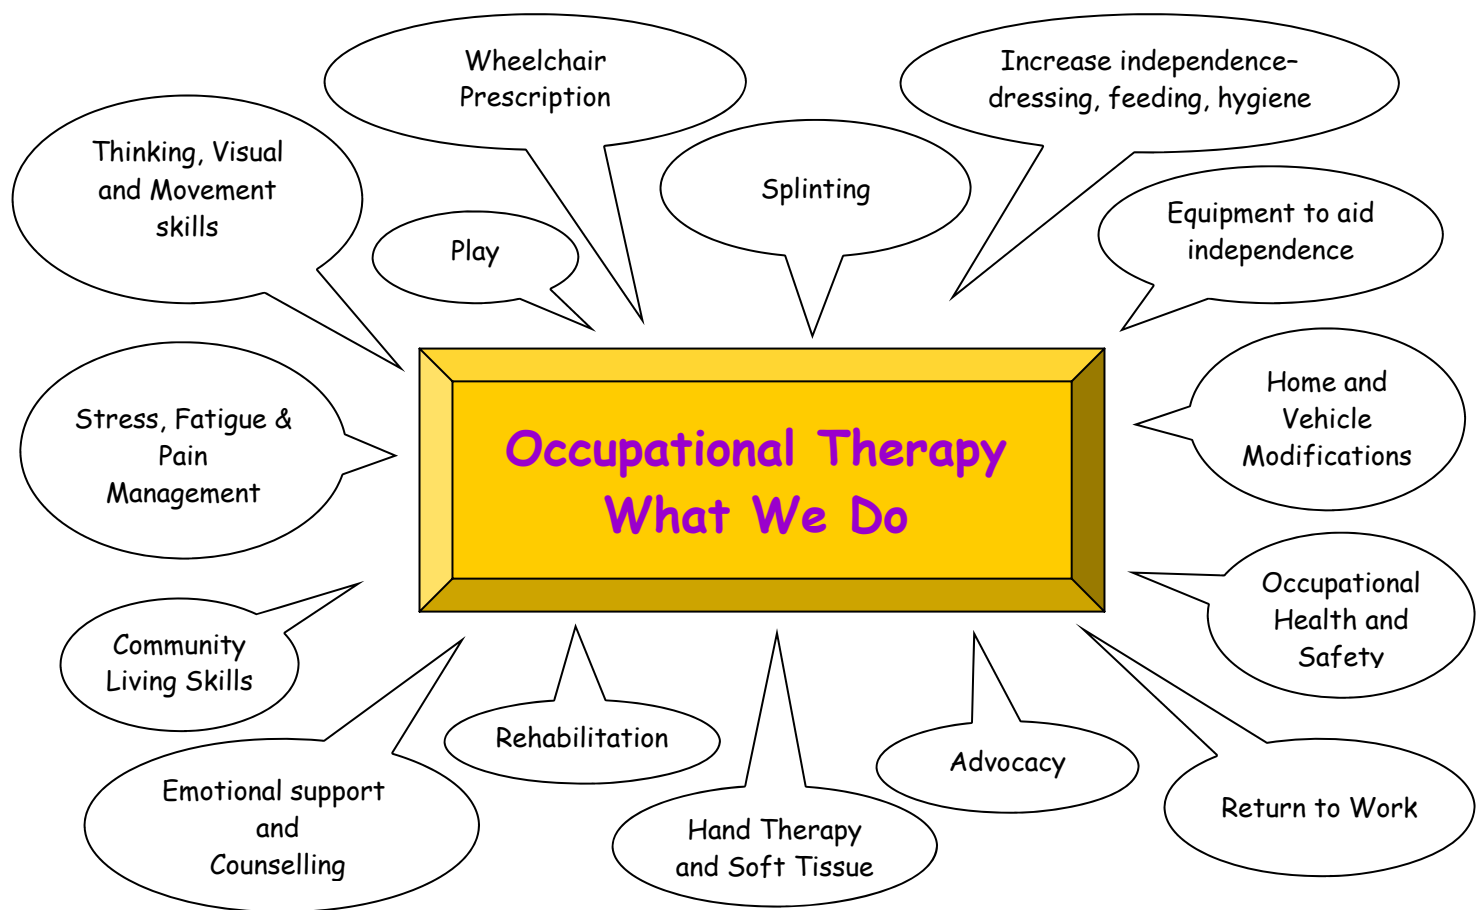 Wheelchair
Prescription
Increase independence–
dressing, feeding, hygiene
Thinking, Visual
and Movement
skills
Splinting
Play
Equipment to aid
independence
Home and
Vehicle
Modifications
Stress, Fatigue &
Pain
Management
Occupational Therapy
What We Do
Occupational
Health and
Safety
Community
Living Skills
Rehabilitation
Advocacy
Emotional support
and
Counselling
Hand Therapy
and Soft Tissue
Return to Work